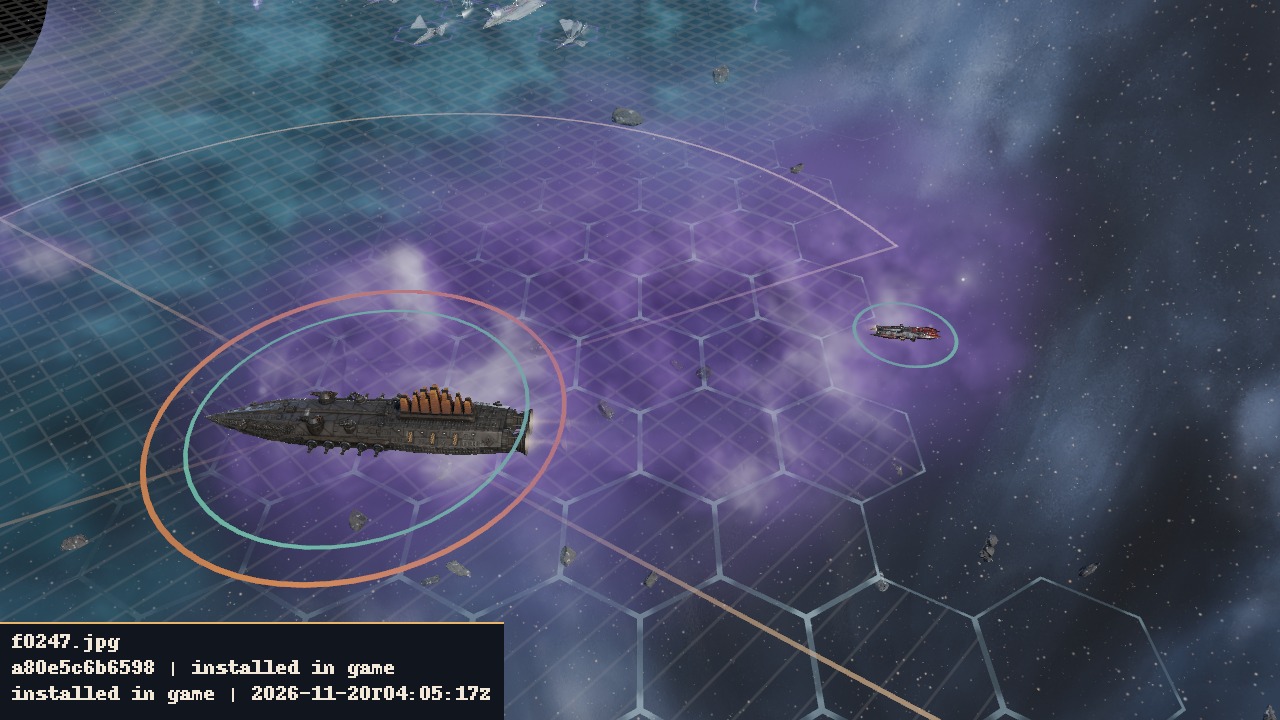 f0247.jpg
a80e5c6b6598 | installed in game
installed in game | 2026-11-20T04:05:17Z